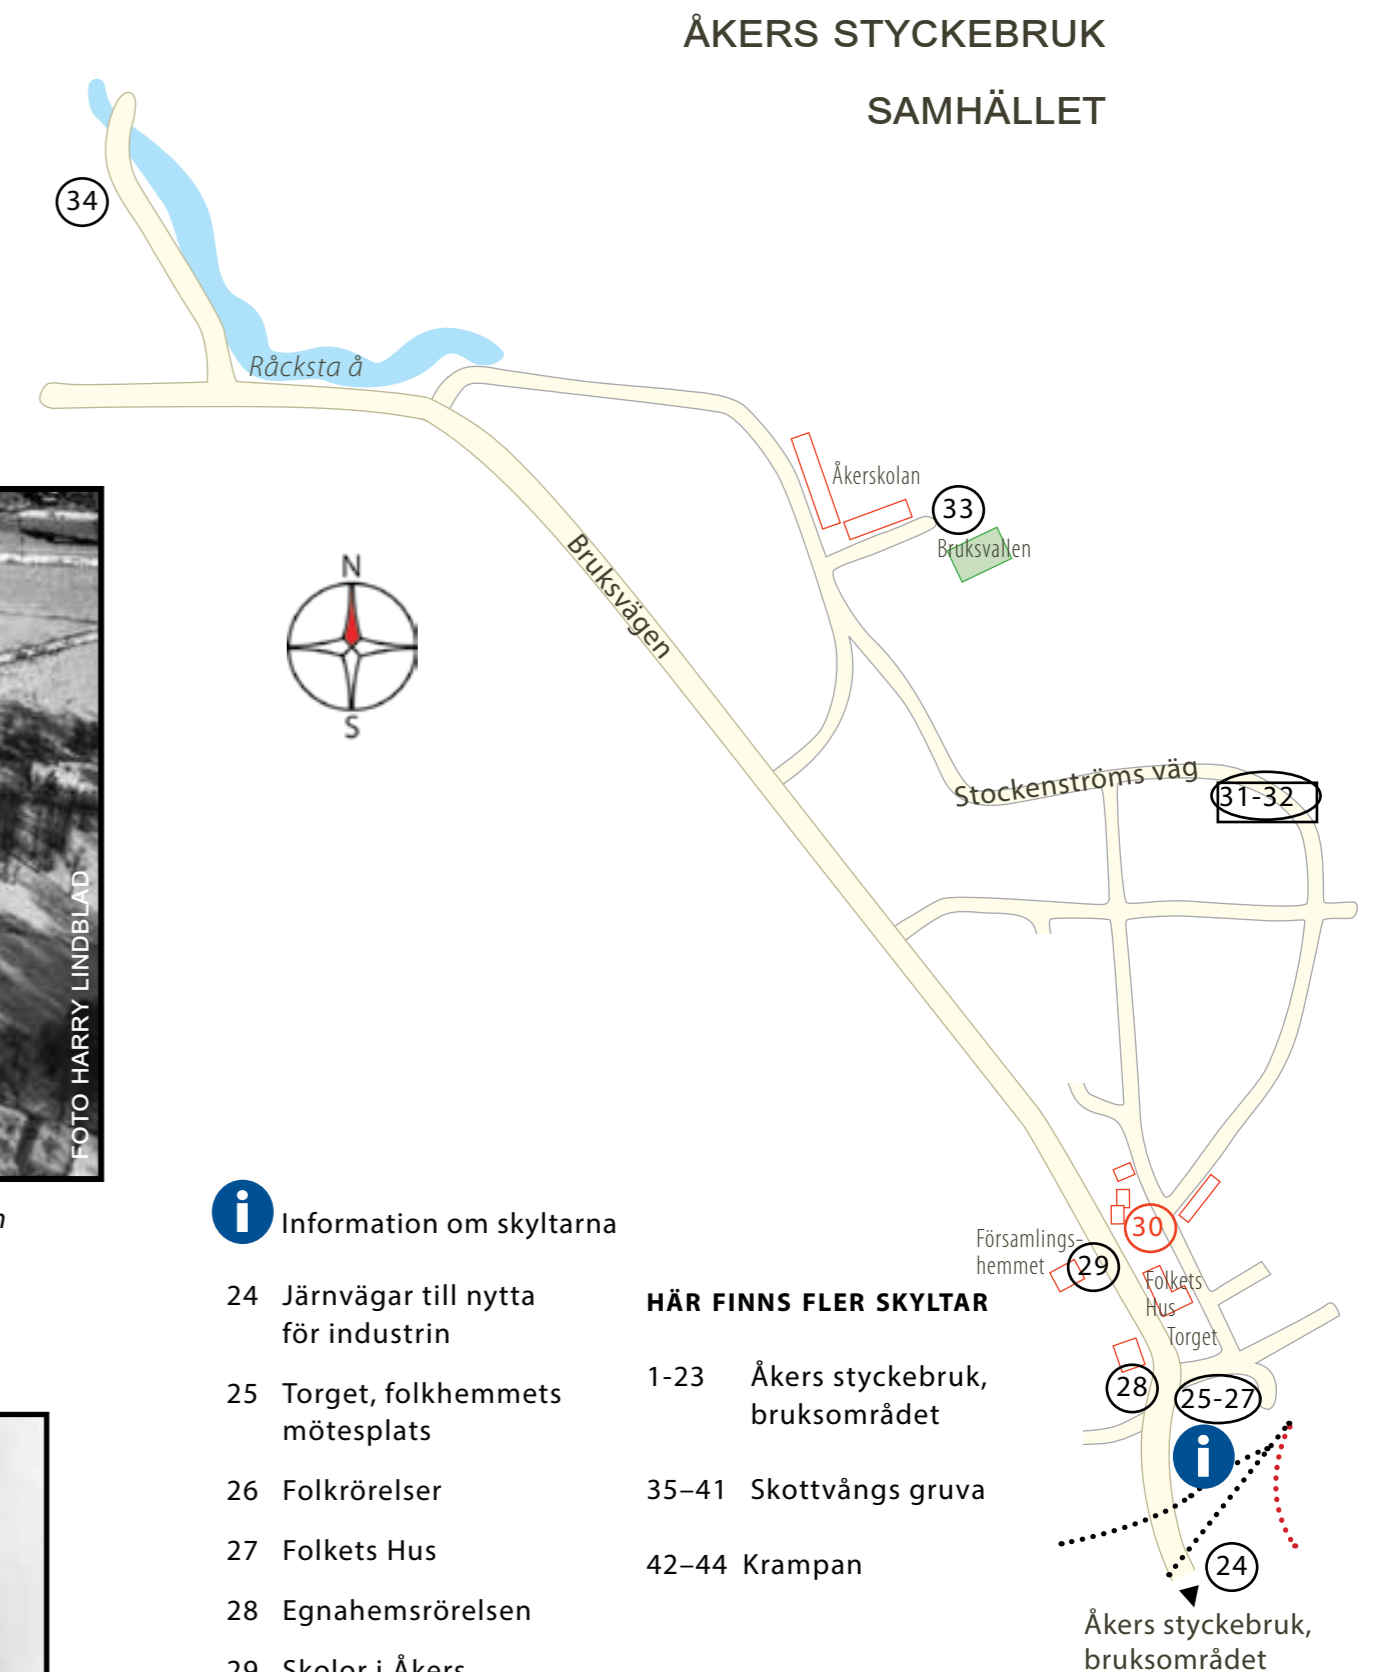 ÅKERS STYCKEBRUK
SAMHÄLLET
34
Råcksta å
Åkerskolan
33
Bruksvallen
N
S
Bruksvägen
Stockenströms väg
31-32
FOTO HARRY LINDBLAD
n
30
Församlings-
hemmet
29
Folkets
Hus
Torget
28
25-27
i
24
Åkers styckebruk,
bruksområdet
i Information om skyltarna
24 Järnvägar till nytta
för industrin
25 Torget, folkhemmets
mötesplats
26 Folkrörelser
27 Folkets Hus
28 Egnahemsrörelsen
29 Skolor i Åkers
HÄR FINNS FLER SKYLTAR
1-23 Åkers styckebruk,
bruksområdet
35–41 Skottvångs gruva
42–44 Krampan